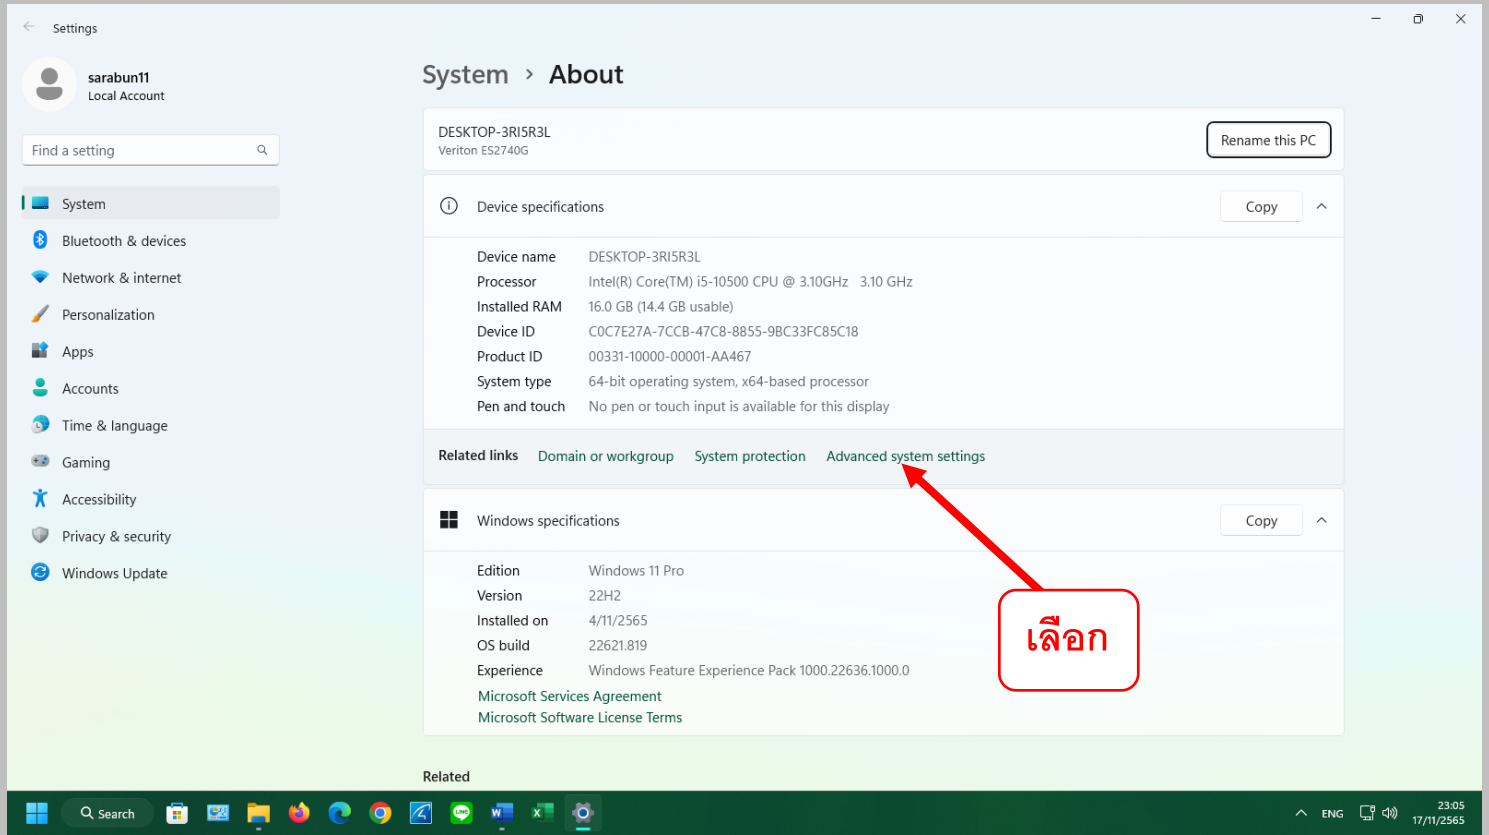 Settings
sarabun11
Local Account
Find a setting
System
Bluetooth & devices
Network & internet
Personalization
Apps
Accounts
Time & language
Gaming
Accessibility
Privacy & security
Windows Update
System > About
DESKTOP-3RI5R3L
Veriton ES2740G
Rename this PC
Device specifications
Copy
Device name DESKTOP-3RI5R3L
Processor Intel(R) Core(TM) i5-10500 CPU @ 3.10GHz 3.10 GHz
Installed RAM 16.0 GB (14.4 GB usable)
Device ID C0C7E27A-7CCB-47C8-8855-9BC33FC85C18
Product ID 00331-10000-00001-AA467
System type 64-bit operating system, x64-based processor
Pen and touch No pen or touch input is available for this display
Related links Domain or workgroup System protection Advanced system settings
Windows specifications
Copy
Edition Windows 11 Pro
Version 22H2
Installed on 4/11/2565
OS build 22621.819
Experience Windows Feature Experience Pack 1000.22636.1000.0
Microsoft Services Agreement
Microsoft Software License Terms
เลือก
Related
Search
LINE
W
X
ENG
23:05
17/11/2565